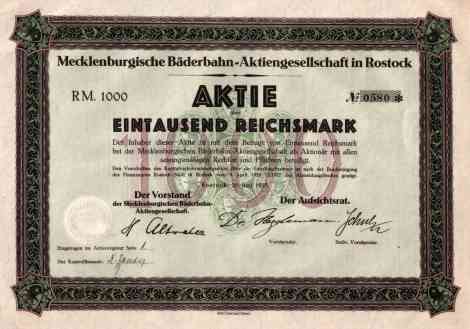 Mecklenburgische Bäderbahn-Aktiengesellschaft in Rostock
RM. 1000
AKTIE
№ 0580 *
über
EINTAUSEND REICHSMARK
Der Inhaber dieser Aktie ist mit dem Betrage von Eintausend Reichsmark
bei der Mecklenburgischen Bäderbahn-Aktiengesellschaft als Aktionär mit allen
satzungsmäßigen Rechten und Pflichten beteiligt.
Rostock,
Der Vorstand
der Mecklenburgischen Bäderbahn-
Aktiengesellschaft.
Der Aufsichtsrat.
Vorsitzender.
Stellv. Vorsitzender.
Eingetragen im Aktienregister Seite 1
Der Kontrollbeamte:
1000